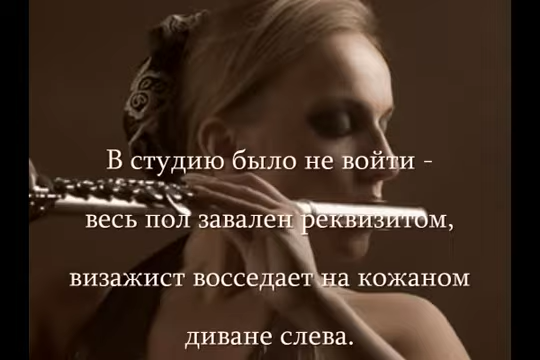 В студию было не войти -
весь пол завален реквизитом,
визажист восседает на кожаном
диване слева.